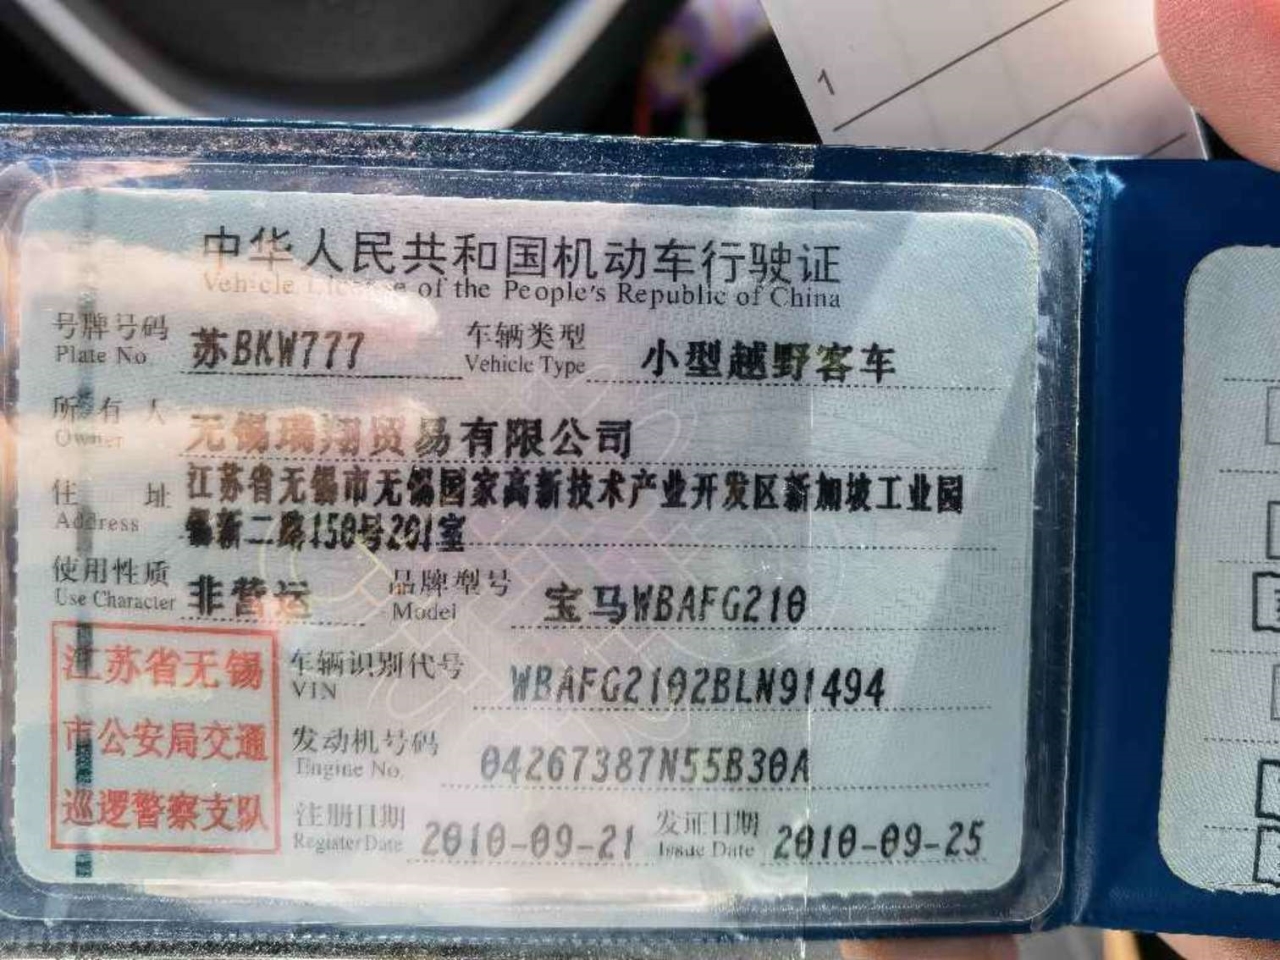 1
中华人民共和国机动车行驶证
Vehicle License of the People's Republic of China
号牌号码 苏BKW777 车辆类型 小型越野客车
Plate No Vehicle Type
所有人 无锡瑞翔贸易有限公司
Owner
住址 江苏省无锡市无锡国家高新技术产业开发区新加坡工业园
Address 锡新二路150号201室
使用性质 非营运 品牌型号 宝马WBAFG210
Use Character Model
江苏省无锡
市公安局交通
巡逻警察支队
车辆识别代号 WBAFG2102BLN91494
VIN
发动机号码 04267387N55B30A
Engine No.
注册日期 2010-09-21 发证日期 2010-09-25
Register Date Issue Date